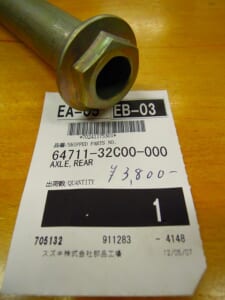 EA-05 EB-03
品番/SHIPPED PARTS NO.
64711-32C00-000
AXLE,REAR
出荷数/QUANTITY
¥3,800-
1
705132 911283 -4148
スズキ株式会社部品工場